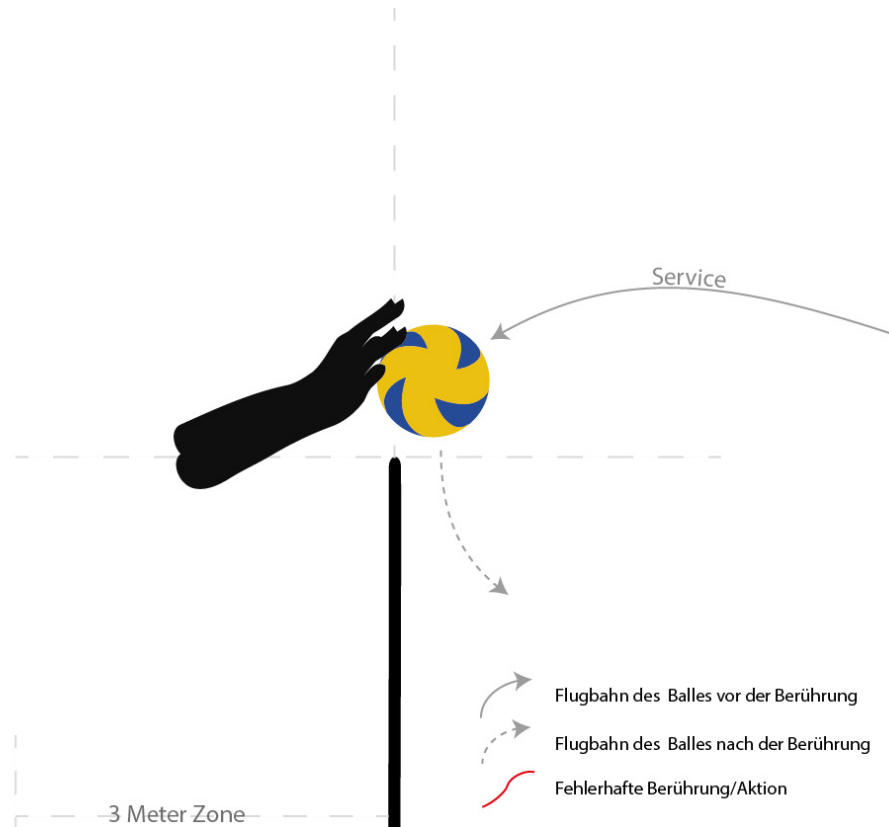 Service
Flugbahn des Balles vor der Berührung
Flugbahn des Balles nach der Berührung
Fehlerhafte Berührung/Aktion
3 Meter Zone